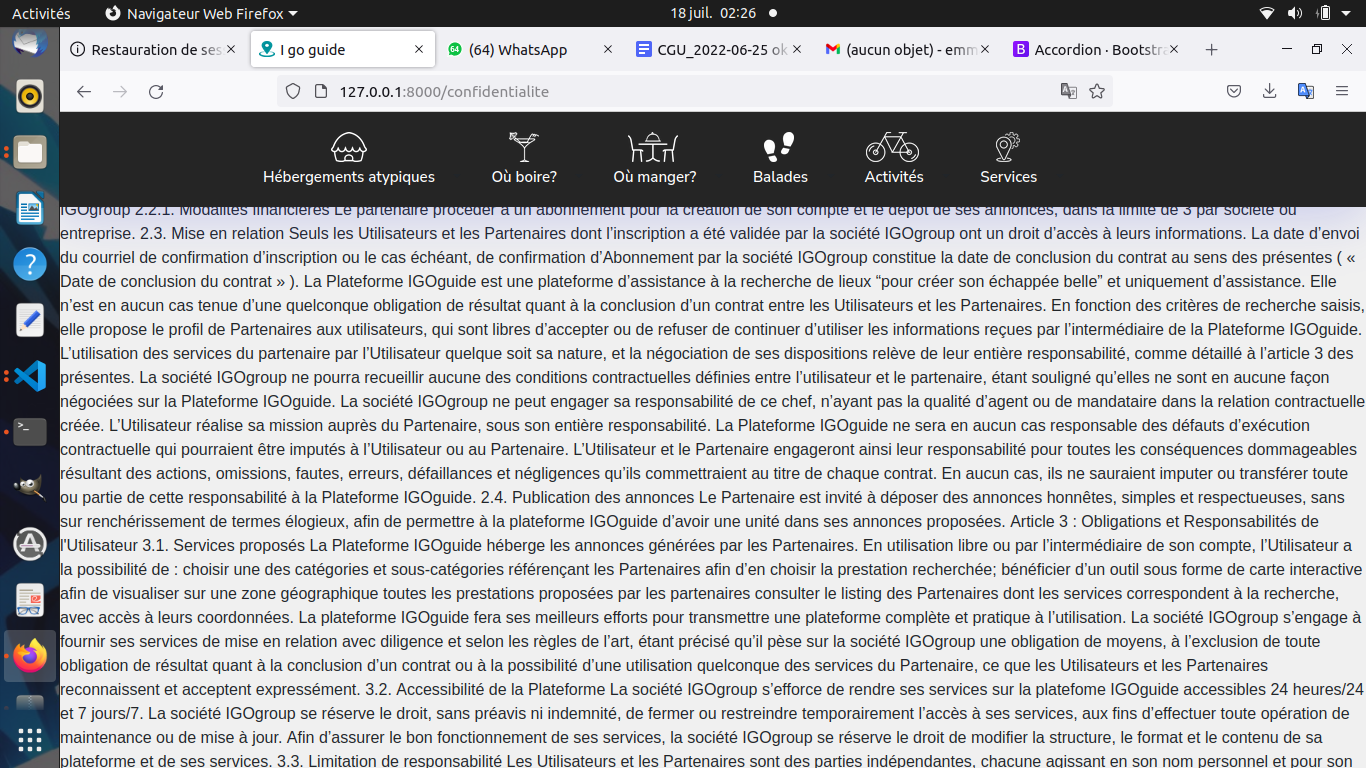 Activités
Navigateur Web Firefox
18 juil. 02:26
Restauration de ses
I go guide
(64) WhatsApp
CGU_2022-06-25 ok
(aucun objet) - emm
Accordion · Bootstra
127.0.0.1:8000/confidentialite
Hébergements atypiques
Où boire?
Où manger?
Balades
Activités
Services
IGOgroup 2.2.1. Modalités financières Le partenaire procéder à un abonnement pour la création de son compte et le dépôt de ses annonces, dans la limite de 3 par société ou
entreprise. 2.3. Mise en relation Seuls les Utilisateurs et les Partenaires dont l’inscription a été validée par la société IGOgroup ont un droit d’accès à leurs informations. La date d’envoi
du courriel de confirmation d’inscription ou le cas échéant, de confirmation d’Abonnement par la société IGOgroup constitue la date de conclusion du contrat au sens des présentes ( «
Date de conclusion du contrat » ). La Plateforme IGOguide est une plateforme d’assistance à la recherche de lieux “pour créer son échappée belle” et uniquement d’assistance. Elle
n’est en aucun cas tenue d’une quelconque obligation de résultat quant à la conclusion d’un contrat entre les Utilisateurs et les Partenaires. En fonction des critères de recherche saisis,
elle propose le profil de Partenaires aux utilisateurs, qui sont libres d’accepter ou de refuser de continuer d’utiliser les informations reçues par l’intermédiaire de la Plateforme IGOguide.
L’utilisation des services du partenaire par l’Utilisateur quelque soit sa nature, et la négociation de ses dispositions relève de leur entière responsabilité, comme détaillé à l’article 3 des
présentes. La société IGOgroup ne pourra recueillir aucune des conditions contractuelles définies entre l’utilisateur et le partenaire, étant souligné qu’elles ne sont en aucune façon
négociées sur la Plateforme IGOguide. La société IGOgroup ne peut engager sa responsabilité de ce chef, n’ayant pas la qualité d’agent ou de mandataire dans la relation contractuelle
créée. L’Utilisateur réalise sa mission auprès du Partenaire, sous son entière responsabilité. La Plateforme IGOguide ne sera en aucun cas responsable des défauts d’exécution
contractuelle qui pourraient être imputés à l’Utilisateur ou au Partenaire. L’Utilisateur et le Partenaire engageront ainsi leur responsabilité pour toutes les conséquences dommageables
résultant des actions, omissions, fautes, erreurs, défaillances et négligences qu’ils commettraient au titre de chaque contrat. En aucun cas, ils ne sauraient imputer ou transférer toute
ou partie de cette responsabilité à la Plateforme IGOguide. 2.4. Publication des annonces Le Partenaire est invité à déposer des annonces honnêtes, simples et respectueuses, sans
sur renchérissement de termes élogieux, afin de permettre à la plateforme IGOguide d’avoir une unité dans ses annonces proposées. Article 3 : Obligations et Responsabilités de
l'Utilisateur 3.1. Services proposés La Plateforme IGOguide héberge les annonces générées par les Partenaires. En utilisation libre ou par l’intermédiaire de son compte, l’Utilisateur a
la possibilité de : choisir une des catégories et sous-catégories référençant les Partenaires afin d’en choisir la prestation recherchée; bénéficier d’un outil sous forme de carte interactive
afin de visualiser sur une zone géographique toutes les prestations proposées par les partenaires consulter le listing des Partenaires dont les services correspondent à la recherche,
avec accès à leurs coordonnées. La plateforme IGOguide fera ses meilleurs efforts pour transmettre une plateforme complète et pratique à l’utilisation. La société IGOgroup s’engage à
fournir ses services de mise en relation avec diligence et selon les règles de l’art, étant précisé qu’il pèse sur la société IGOgroup une obligation de moyens, à l’exclusion de toute
obligation de résultat quant à la conclusion d’un contrat ou à la possibilité d’une utilisation quelconque des services du Partenaire, ce que les Utilisateurs et les Partenaires
reconnaissent et acceptent expressément. 3.2. Accessibilité de la Plateforme La société IGOgroup s’efforce de rendre ses services sur la platefome IGOguide accessibles 24 heures/24
et 7 jours/7. La société IGOgroup se réserve le droit, sans préavis ni indemnité, de fermer ou restreindre temporairement l’accès à ses services, aux fins d’effectuer toute opération de
maintenance ou de mise à jour. Afin d’assurer le bon fonctionnement de ses services, la société IGOgroup se réserve le droit de modifier la structure, le format et le contenu de sa
plateforme et de ses services. 3.3. Limitation de responsabilité Les Utilisateurs et les Partenaires sont des parties indépendantes, chacune agissant en son nom personnel et pour son